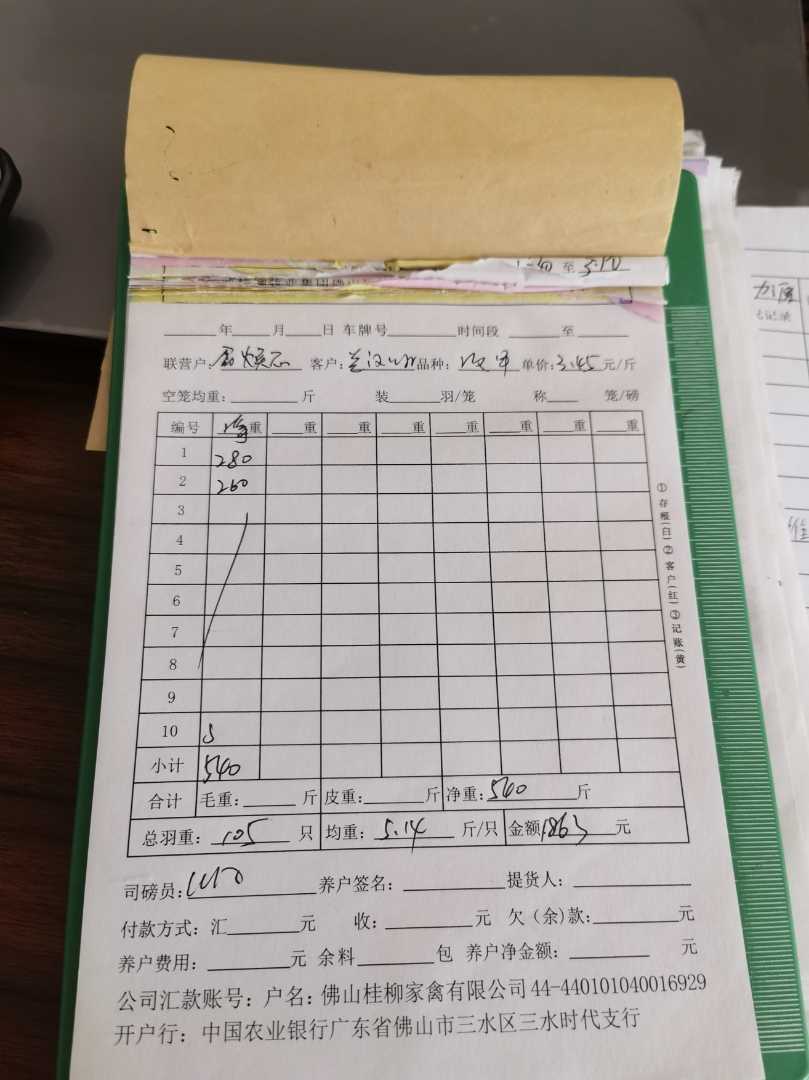 至 5.10
年 月 日 车牌号 时间段 至
联营户: 客户: 品种: 单价: 3.45 元/斤
空笼均重: 斤 装 羽/笼 称 笼/磅
编号 重 重 重 重 重 重 重 重
1 280
2 260
3
4
5
6
7
8
9
10
小计 540
合计 毛重: 斤 皮重: 斤 净重: 540 斤
总羽重: 105 只 均重: 5.14 斤/只 金额 1863 元
司磅员: 养户签名: 提货人:
付款方式: 汇 元 收: 元 欠(余)款: 元
养户费用: 元 余料 包 养户净金额: 元
公司汇款账号: 户名: 佛山桂柳家禽有限公司 44-440101040016929
开户行: 中国农业银行广东省佛山市三水区三水时代支行
①存根(白)②客户(红)③记账(黄)